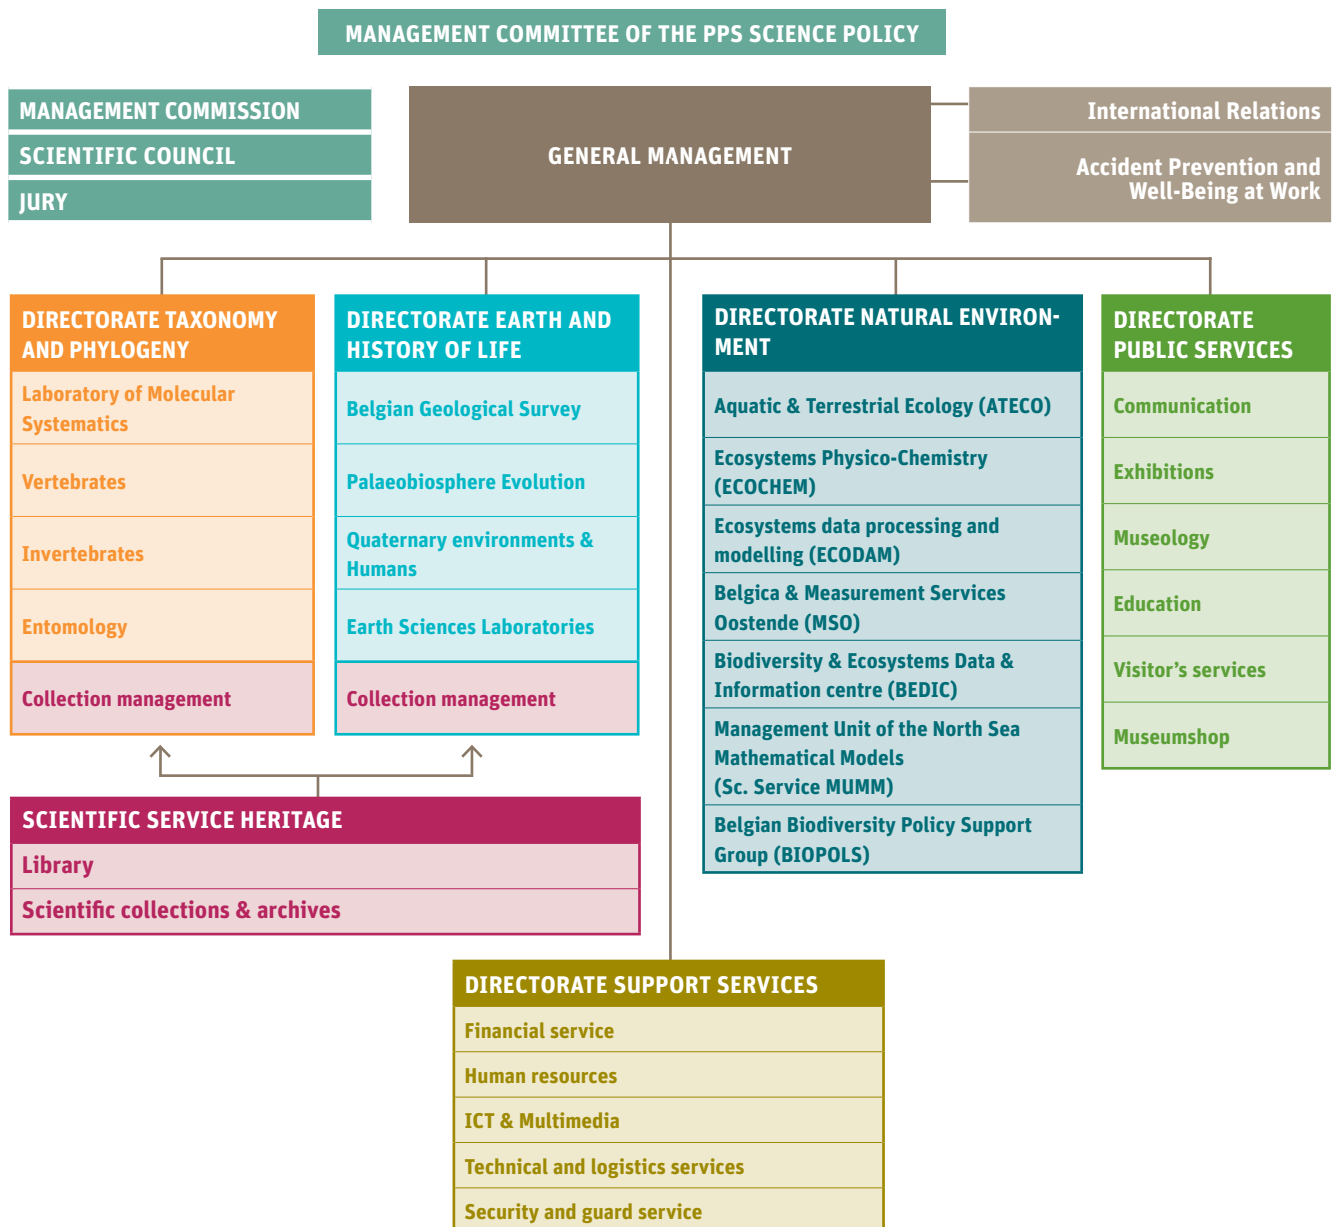 MANAGEMENT COMMITTEE OF THE PPS SCIENCE POLICY
MANAGEMENT COMMISSION
SCIENTIFIC COUNCIL
JURY
GENERAL MANAGEMENT
International Relations
Accident Prevention and
Well-Being at Work
DIRECTORATE TAXONOMY
AND PHYLOGENY
Laboratory of Molecular
Systematics
Vertebrates
Invertebrates
Entomology
Collection management
DIRECTORATE EARTH AND
HISTORY OF LIFE
Belgian Geological Survey
Palaeobiosphere Evolution
Quaternary environments &
Humans
Earth Sciences Laboratories
Collection management
DIRECTORATE NATURAL ENVIRON-
MENT
Aquatic & Terrestrial Ecology (ATECO)
Ecosystems Physico-Chemistry
(ECOCHEM)
Ecosystems data processing and
modelling (ECODAM)
Belgica & Measurement Services
Oostende (MSO)
Biodiversity & Ecosystems Data &
Information centre (BEDIC)
Management Unit of the North Sea
Mathematical Models
(Sc. Service MUMM)
Belgian Biodiversity Policy Support
Group (BIOPOLS)
DIRECTORATE
PUBLIC SERVICES
Communication
Exhibitions
Museology
Education
Visitor's services
Museumshop
SCIENTIFIC SERVICE HERITAGE
Library
Scientific collections & archives
DIRECTORATE SUPPORT SERVICES
Financial service
Human resources
ICT & Multimedia
Technical and logistics services
Security and guard service